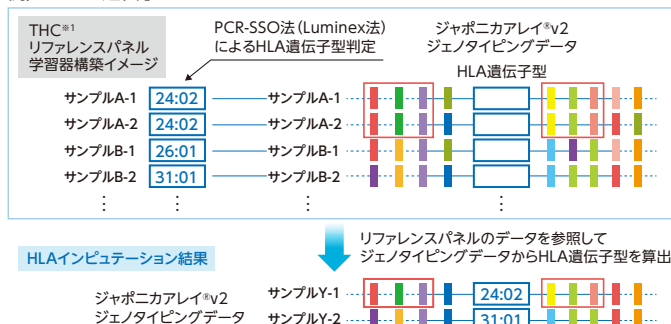 THC※1
リファレンスパネル
学習器構築イメージ
PCR-SSO法（Luminex法）
によるHLA遺伝子型判定
ジャポニカアレイ®v2
ジェノタイピングデータ
HLA遺伝子型
サンプルA-1 24:02 サンプルA-1
サンプルA-2 24:02 サンプルA-2
サンプルB-1 26:01 サンプルB-1
サンプルB-2 31:01 サンプルB-2
⋮ ⋮ ⋮ ⋮
リファレンスパネルのデータを参照して
ジェノタイピングデータからHLA遺伝子型を算出
HLAインピュテーション結果
ジャポニカアレイ®v2
ジェノタイピングデータ
サンプルY-1 24:02
サンプルY-2 31:01